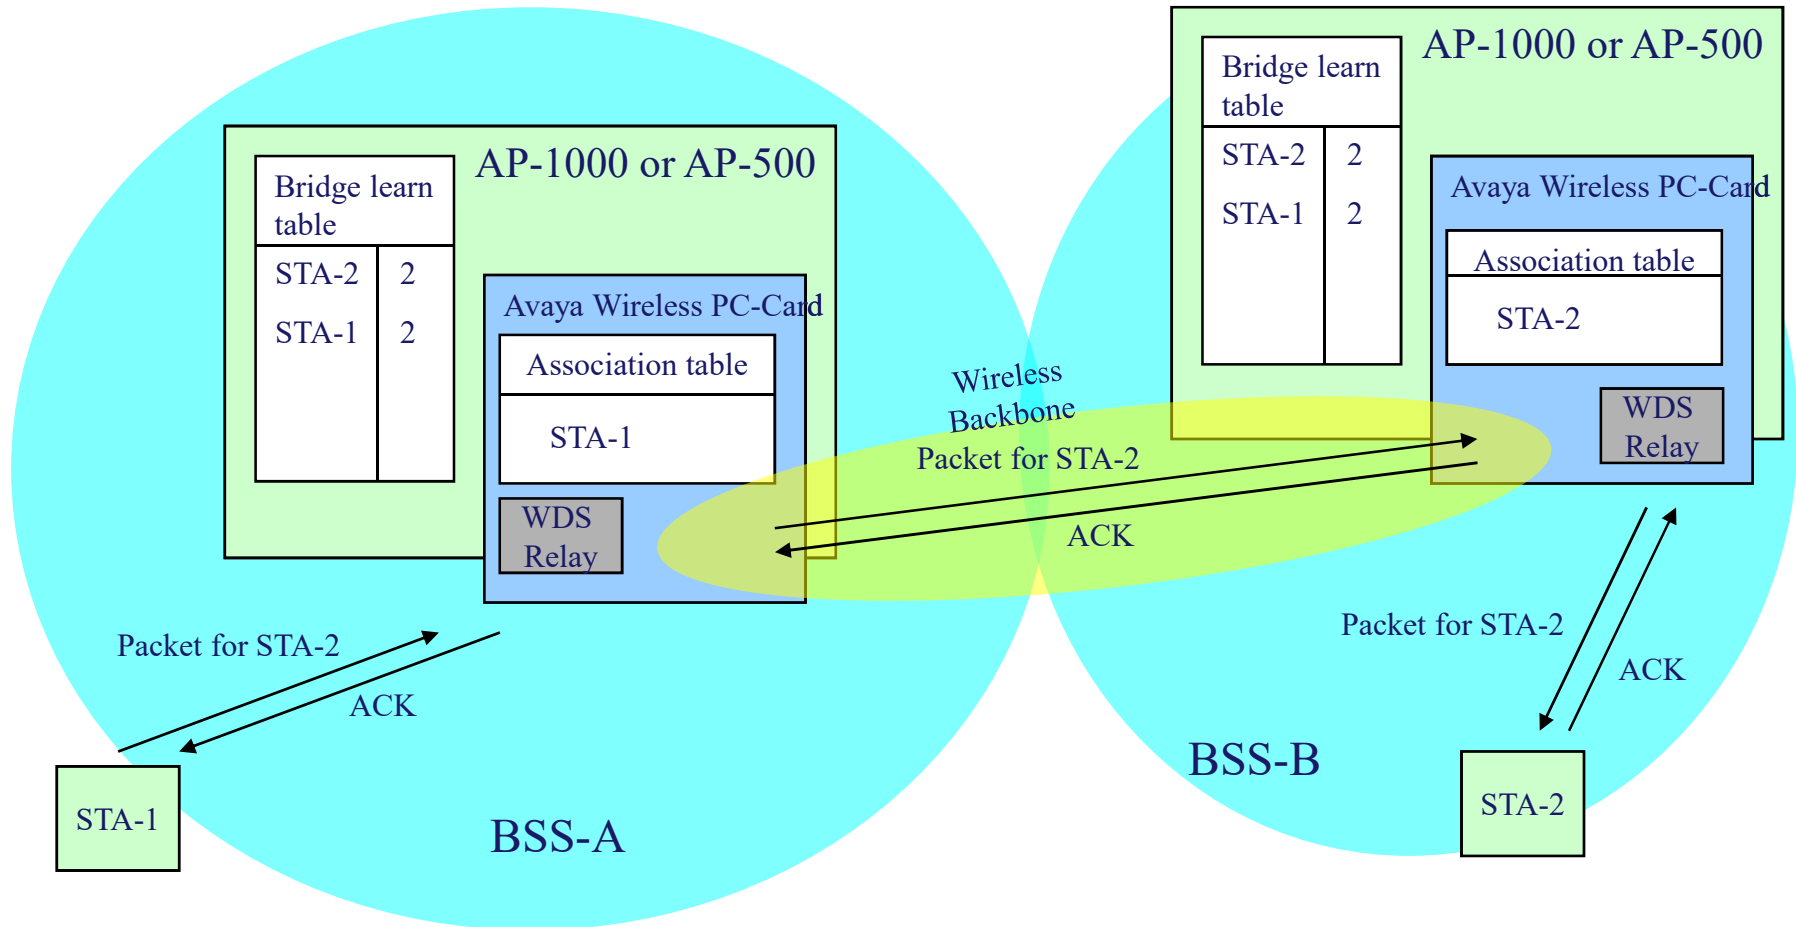 AP-1000 or AP-500
Bridge learn
table
STA-2 2
STA-1 2
Avaya Wireless PC-Card
Association table
STA-1
WDS
Relay
AP-1000 or AP-500
Bridge learn
table
STA-2 2
STA-1 2
Avaya Wireless PC-Card
Association table
STA-2
WDS
Relay
Wireless
Backbone
Packet for STA-2
ACK
Packet for STA-2
ACK
Packet for STA-2
ACK
STA-1
BSS-A
BSS-B
STA-2